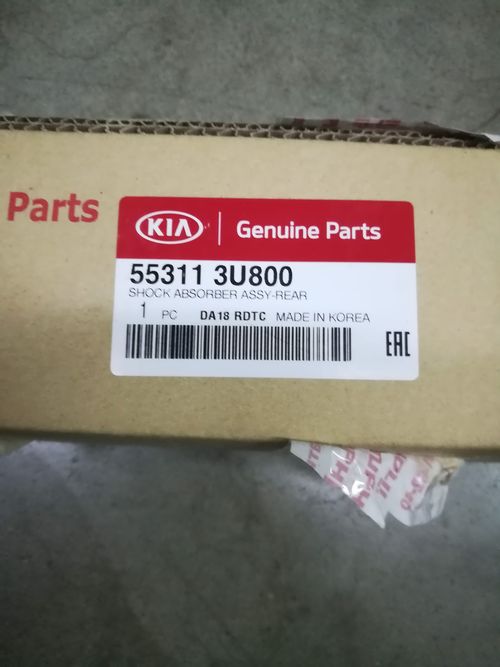 Parts
KIA Genuine Parts
55311 3U800
SHOCK ABSORBER ASSY-REAR
1 PC DA18 RDTC MADE IN KOREA
EAC